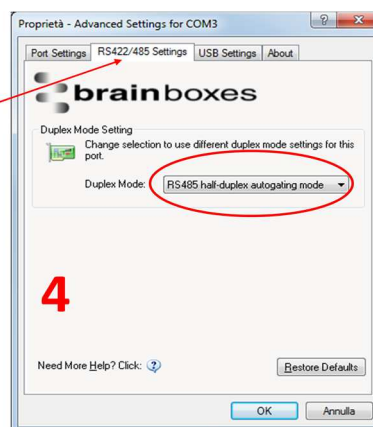 Proprietà - Advanced Settings for COM3
Port Settings RS422/485 Settings USB Settings About
brainboxes
Duplex Mode Setting
Change selection to use different duplex mode settings for this
port.
Duplex Mode: RS485 half-duplex autogating mode
4
Need More Help? Click:
Restore Defaults
OK Annulla